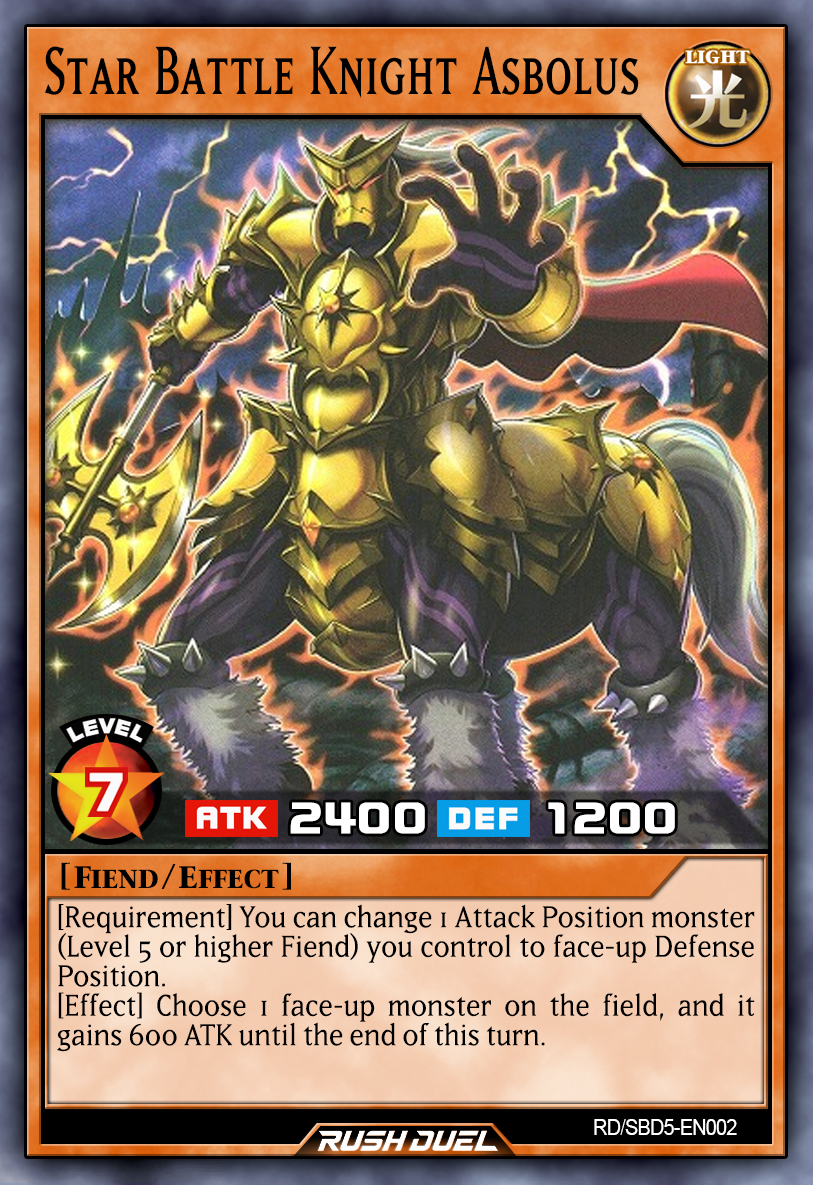 Star Battle Knight Asbolus
LIGHT
光
LEVEL
7
ATK 2400 DEF 1200
[Fiend/Effect]
[Requirement] You can change 1 Attack Position monster
(Level 5 or higher Fiend) you control to face-up Defense
Position.
[Effect] Choose 1 face-up monster on the field, and it
gains 600 ATK until the end of this turn.
RD/SBD5-EN002
RUSH DUEL